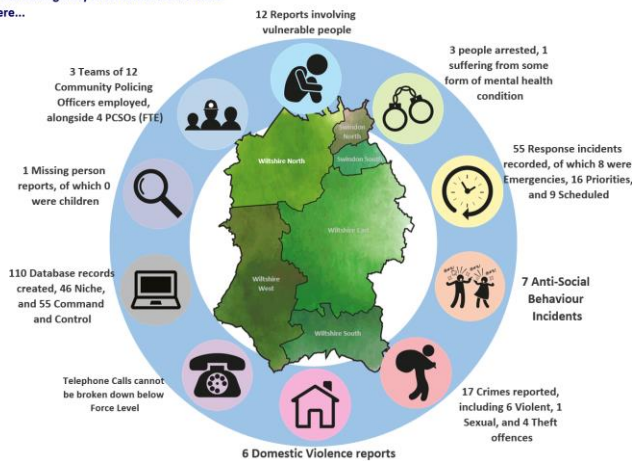 ere...
12 Reports involving
vulnerable people
3 people arrested, 1
suffering from some
form of mental health
condition
55 Response incidents
recorded, of which 8 were
Emergencies, 16 Priorities,
and 9 Scheduled
7 Anti-Social
Behaviour
Incidents
17 Crimes reported,
including 6 Violent, 1
Sexual, and 4 Theft
offences
6 Domestic Violence reports
Telephone Calls cannot
be broken down below
Force Level
110 Database records
created, 46 Niche,
and 55 Command
and Control
1 Missing person
reports, of which 0
were children
3 Teams of 12
Community Policing
Officers employed,
alongside 4 PCSOs (FTE)
Swindon
North
Swindon South
Wiltshire North
Wiltshire East
Wiltshire
West
Wiltshire South